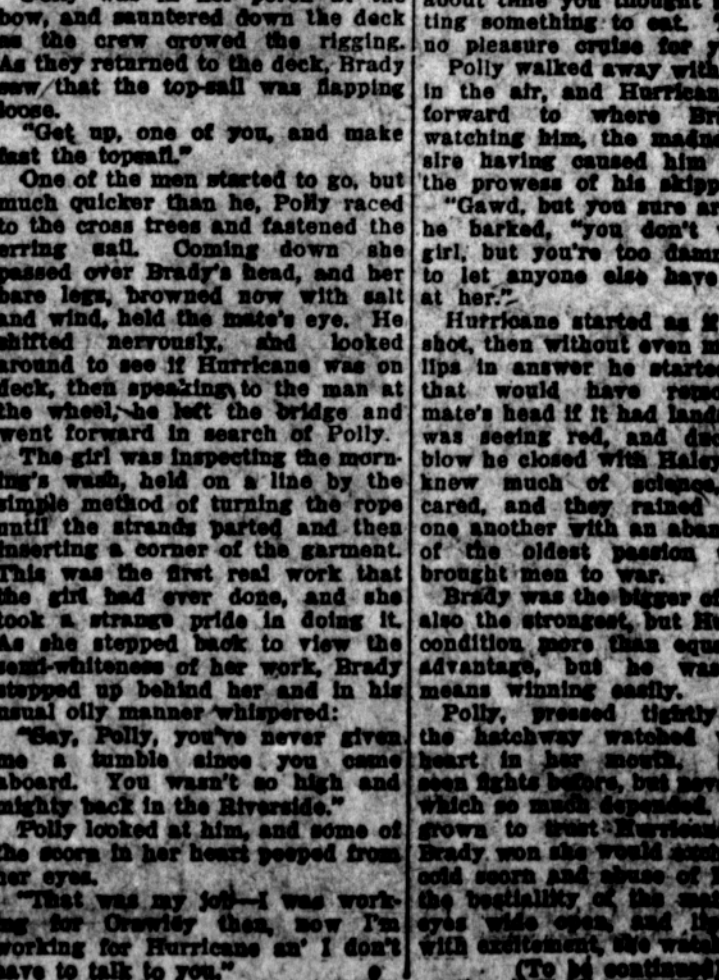 bow, and sauntered down the deck
as the crew crowed the rigging.
As they returned to the deck, Brady
saw that the top-sail was flapping
loose.
"Get up, one of you, and make
fast the topsail."
One of the men started to go, but
much quicker than he, Polly raced
to the cross trees and fastened the
erring sail. Coming down she
passed over Brady's head, and her
bare legs, browned now with salt
and wind, held the mate's eye. He
shifted nervously, and looked
around to see if Hurricane was on
deck, then speaking to the man at
the wheel, he left the bridge and
went forward in search of Polly.
The girl was inspecting the morn-
ing's wash, held on a line by the
simple method of turning the rope
until the strands parted and then
inserting a corner of the garment.
This was the first real work that
the girl had ever done, and she
took a strange pride in doing it.
As she stepped back to view the
semi-whiteness of her work, Brady
stepped up behind her and in his
usual oily manner whispered:
"Say, Polly, you've never given
me a tumble since you came
aboard. You wasn't so high and
mighty back in the Riverside."
Polly looked at him, and some of
the scorn in her heart peeped from
her eyes.
"That was my job—I was work-
ing for then, now I'm
working for Hurricane an' I don't
have to talk to you."
about time you thought
ting something to eat.
no pleasure cruise for
Polly walked away with
in the air, and Hurrican
forward to where Br
watching him, the madn
sire having caused him
the prowess of his skipp
"Gawd, but you sure ar
he barked, "you don't
girl, but you're too damn
to let anyone else have
at her."
Hurricane started as if
shot, then without even m
lips in answer he starte
that would have remo
mate's head if it had land
was seeing red, and
blow he closed with Haley
knew much of science,
cared, and they rained
one another with an aban
of the oldest passion
brought men to war.
Brady was the bigger of
also the strongest, but Hu
condition more than equa
advantage, but he was
means winning easily.
Polly, pressed tightly
the hatchway watched
heart in her mouth.
seen fights before, but
which so much depended.
grown to trust Hurrican
Brady won she would
cold scorn and abuse of
the bestiality of the
eyes wide open, and
with excitement, she
(To be continued